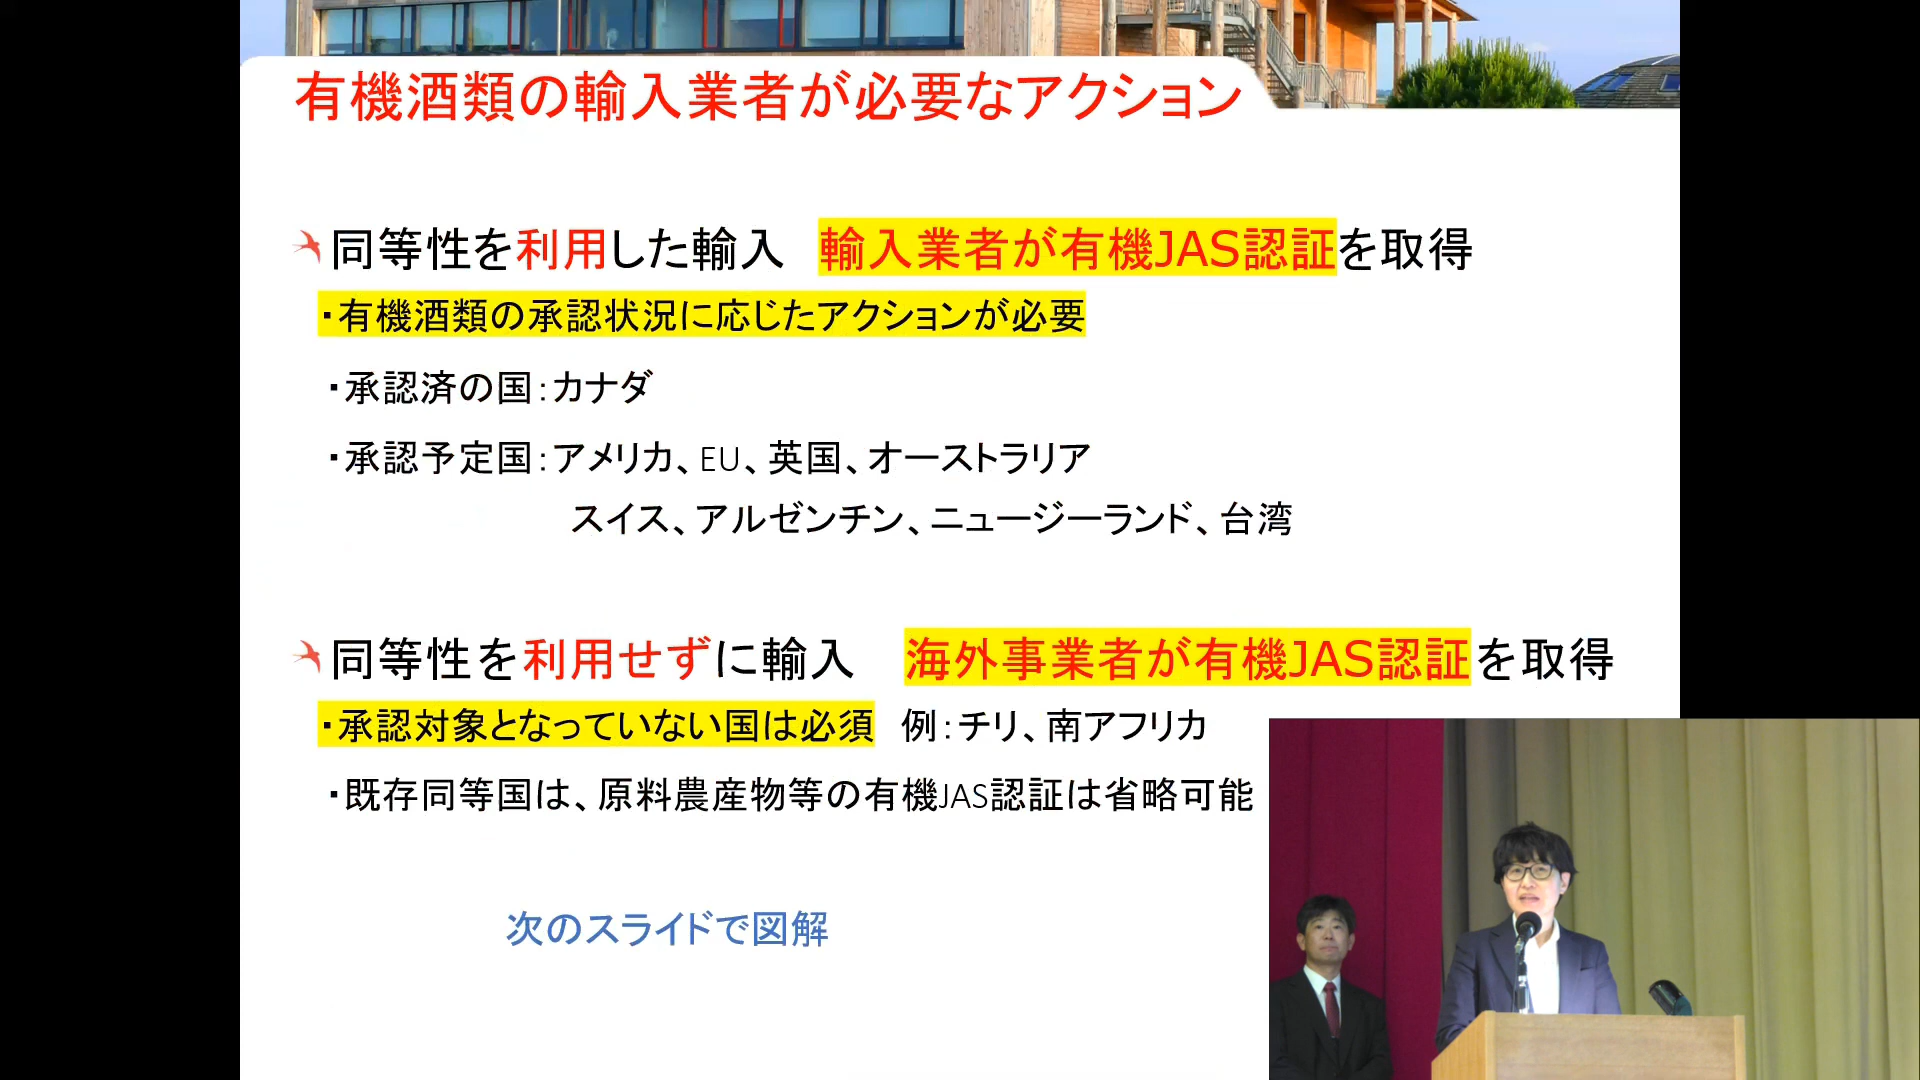 有機酒類の輸入業者が必要なアクション
同等性を利用した輸入 輸入業者が有機JAS認証を取得
・有機酒類の承認状況に応じたアクションが必要
・承認済の国：カナダ
・承認予定国：アメリカ、EU、英国、オーストラリア
スイス、アルゼンチン、ニュージーランド、台湾
同等性を利用せずに輸入 海外事業者が有機JAS認証を取得
・承認対象となっていない国は必須 例：チリ、南アフリカ
・既存同等国は、原料農産物等の有機JAS認証は省略可能
次のスライドで図解